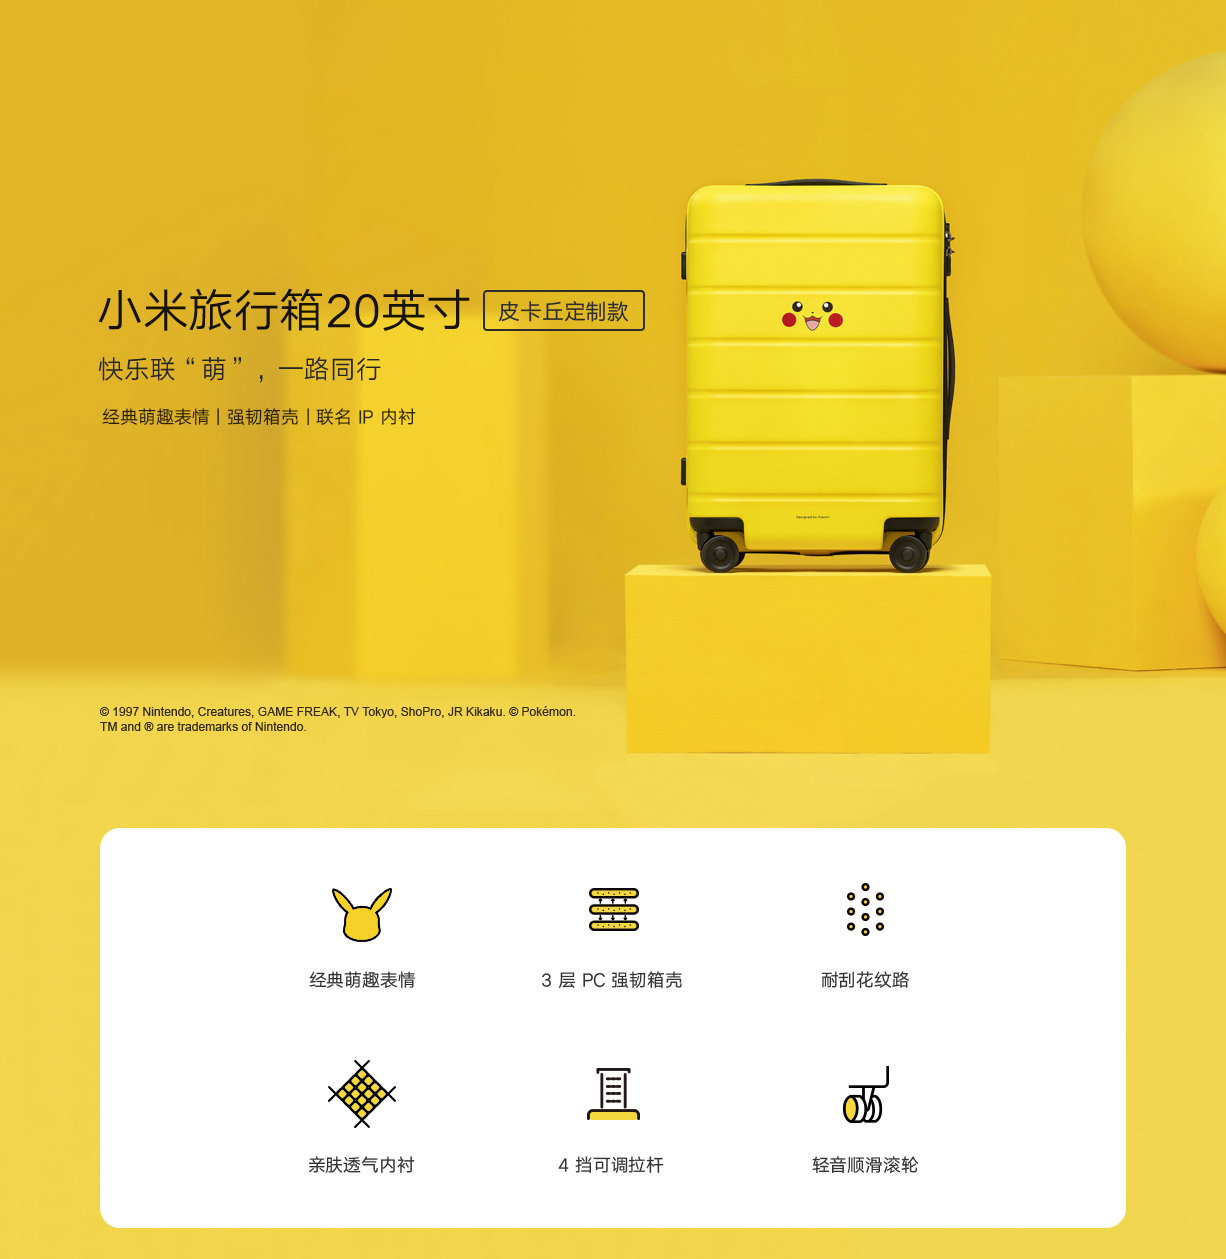 小米旅行箱20英寸 皮卡丘定制款
快乐联“萌”，一路同行
经典萌趣表情 | 强韧箱壳 | 联名 IP 内衬
Designed by Xiaomi
© 1997 Nintendo, Creatures, GAME FREAK, TV Tokyo, ShoPro, JR Kikaku. © Pokémon.
TM and ® are trademarks of Nintendo.
经典萌趣表情
3 层 PC 强韧箱壳
耐刮花纹路
亲肤透气内衬
4 挡可调拉杆
轻音顺滑滚轮